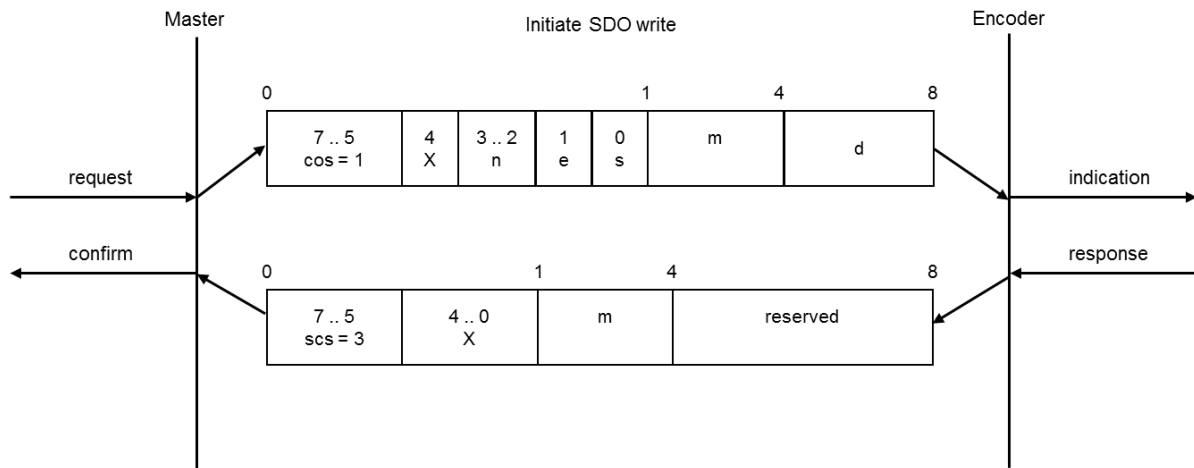 Master
Initiate SDO write
Encoder
0 1 4 8
7 .. 5 4 3 .. 2 1 0 m d
cos = 1 X n e s
request
indication
confirm
response
0 1 4 8
7 .. 5 4 .. 0 m reserved
scs = 3 X